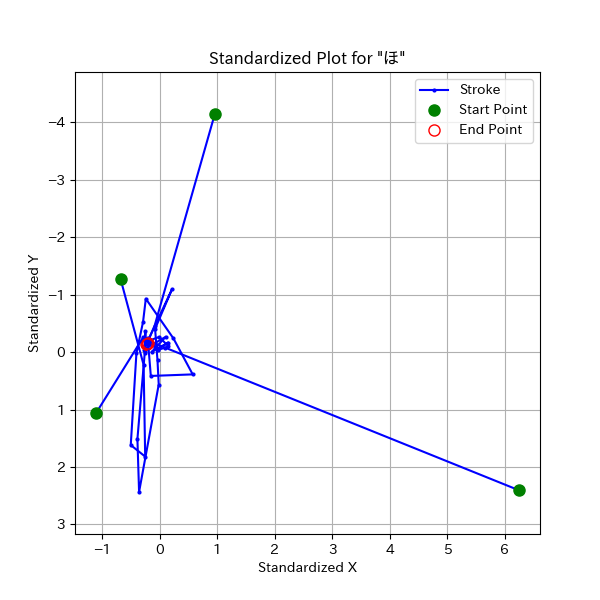 Standardized Plot for "ほ"
Stroke
Start Point
End Point
Standardized Y
−4
−3
−2
−1
0
1
2
3
−1 0 1 2 3 4 5 6
Standardized X